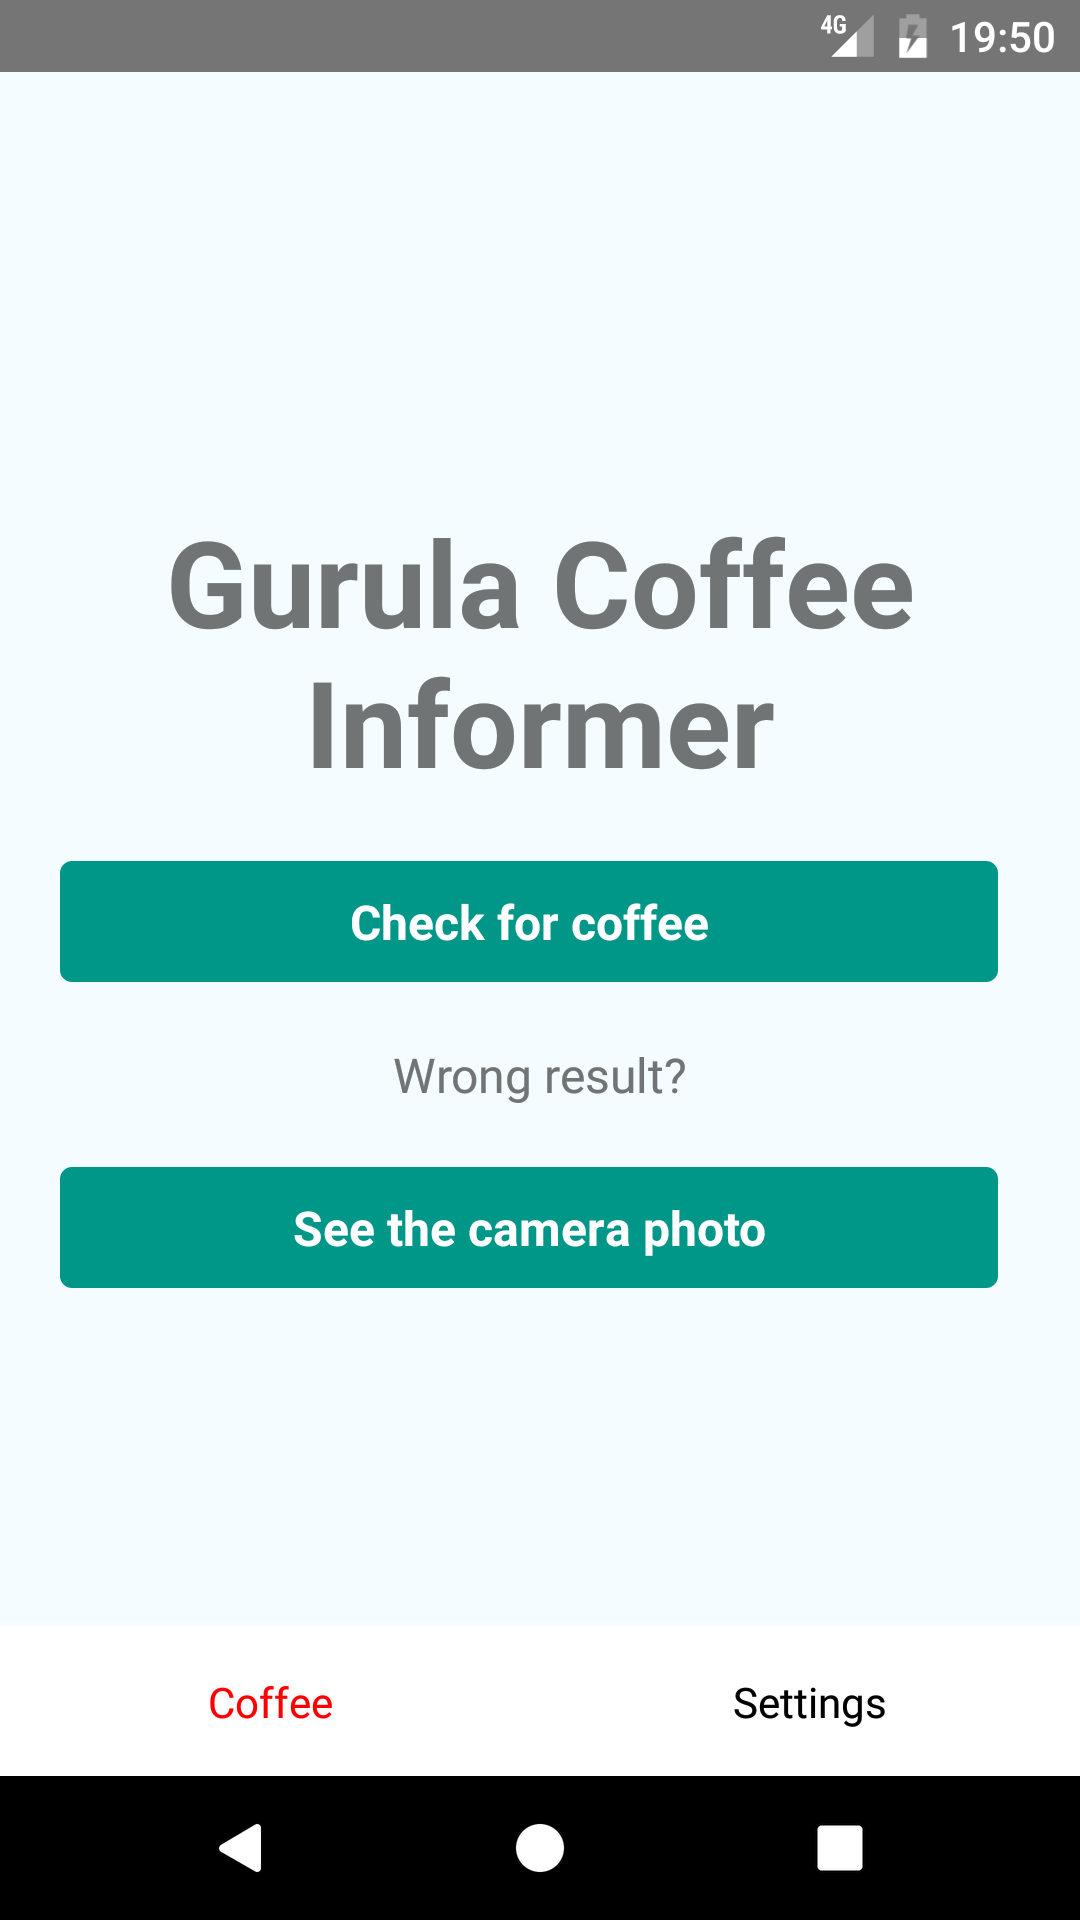 4G 19:50
Gurula Coffee
Informer
Check for coffee
Wrong result?
See the camera photo
Coffee Settings